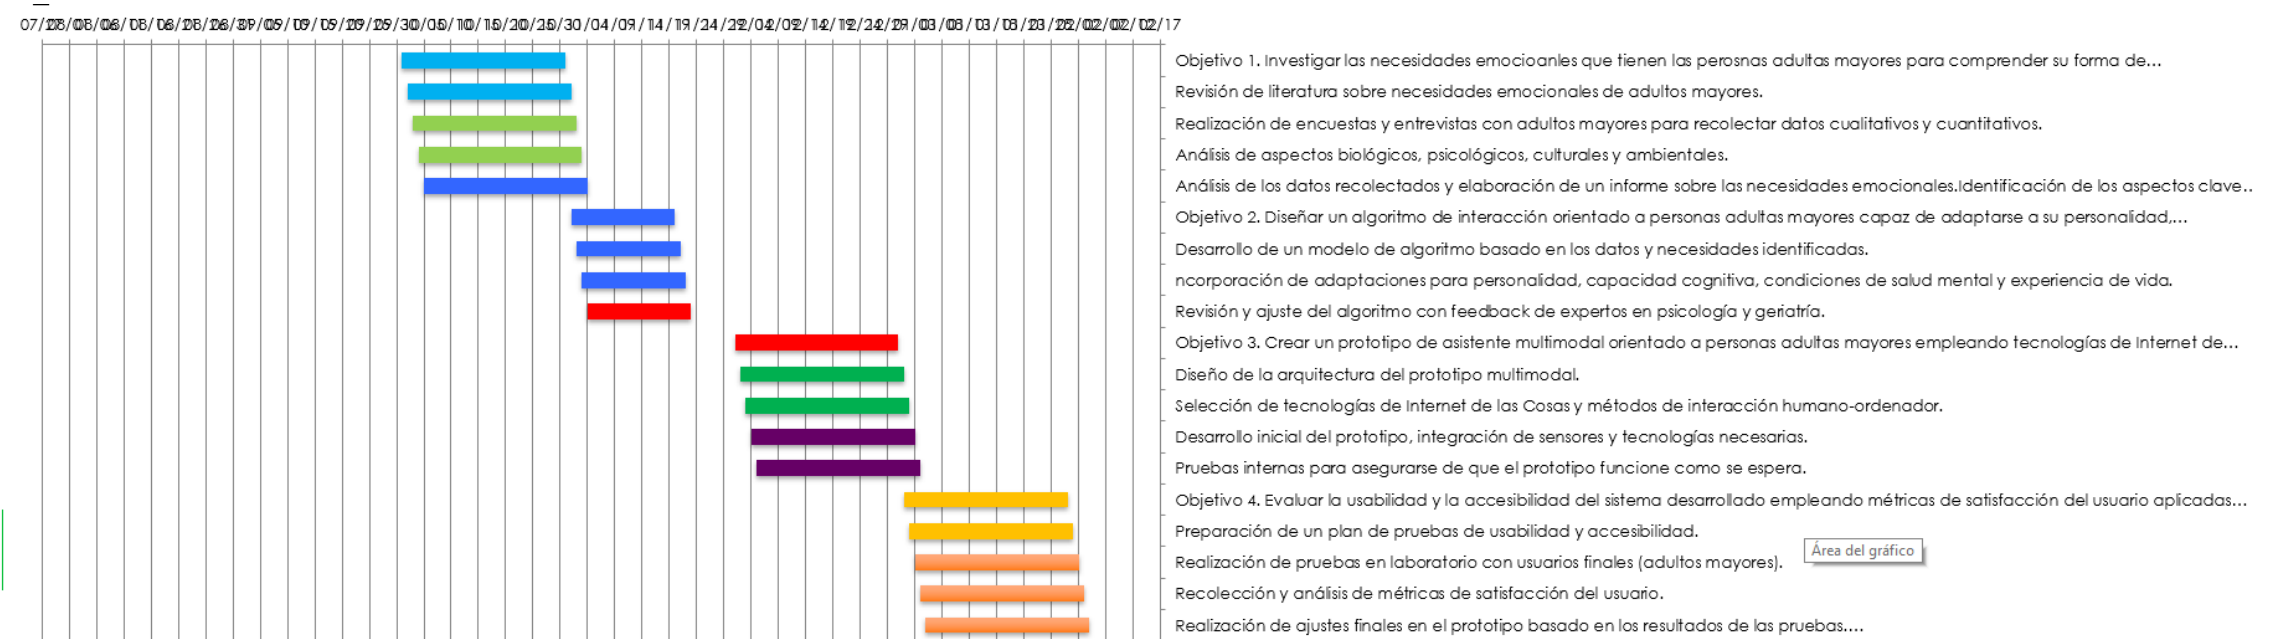 02/17
Objetivo 1. Investigar las necesidades emocioanles que tienen las perosnas adultas mayores para comprender su forma de...
Revisión de literatura sobre necesidades emocionales de adultos mayores.
Realización de encuestas y entrevistas con adultos mayores para recolectar datos cualitativos y cuantitativos.
Análisis de aspectos biológicos, psicológicos, culturales y ambientales.
Análisis de los datos recolectados y elaboración de un informe sobre las necesidades emocionales.Identificación de los aspectos clave..
Objetivo 2. Diseñar un algoritmo de interacción orientado a personas adultas mayores capaz de adaptarse a su personalidad,...
Desarrollo de un modelo de algoritmo basado en los datos y necesidades identificadas.
ncorporación de adaptaciones para personalidad, capacidad cognitiva, condiciones de salud mental y experiencia de vida.
Revisión y ajuste del algoritmo con feedback de expertos en psicología y geriatría.
Objetivo 3. Crear un prototipo de asistente multimodal orientado a personas adultas mayores empleando tecnologías de Internet de...
Diseño de la arquitectura del prototipo multimodal.
Selección de tecnologías de Internet de las Cosas y métodos de interacción humano-ordenador.
Desarrollo inicial del prototipo, integración de sensores y tecnologías necesarias.
Pruebas internas para asegurarse de que el prototipo funcione como se espera.
Objetivo 4. Evaluar la usabilidad y la accesibilidad del sistema desarrollado empleando métricas de satisfacción del usuario aplicadas...
Preparación de un plan de pruebas de usabilidad y accesibilidad.
Área del gráfico
Realización de pruebas en laboratorio con usuarios finales (adultos mayores).
Recolección y análisis de métricas de satisfacción del usuario.
Realización de ajustes finales en el prototipo basado en los resultados de las pruebas....